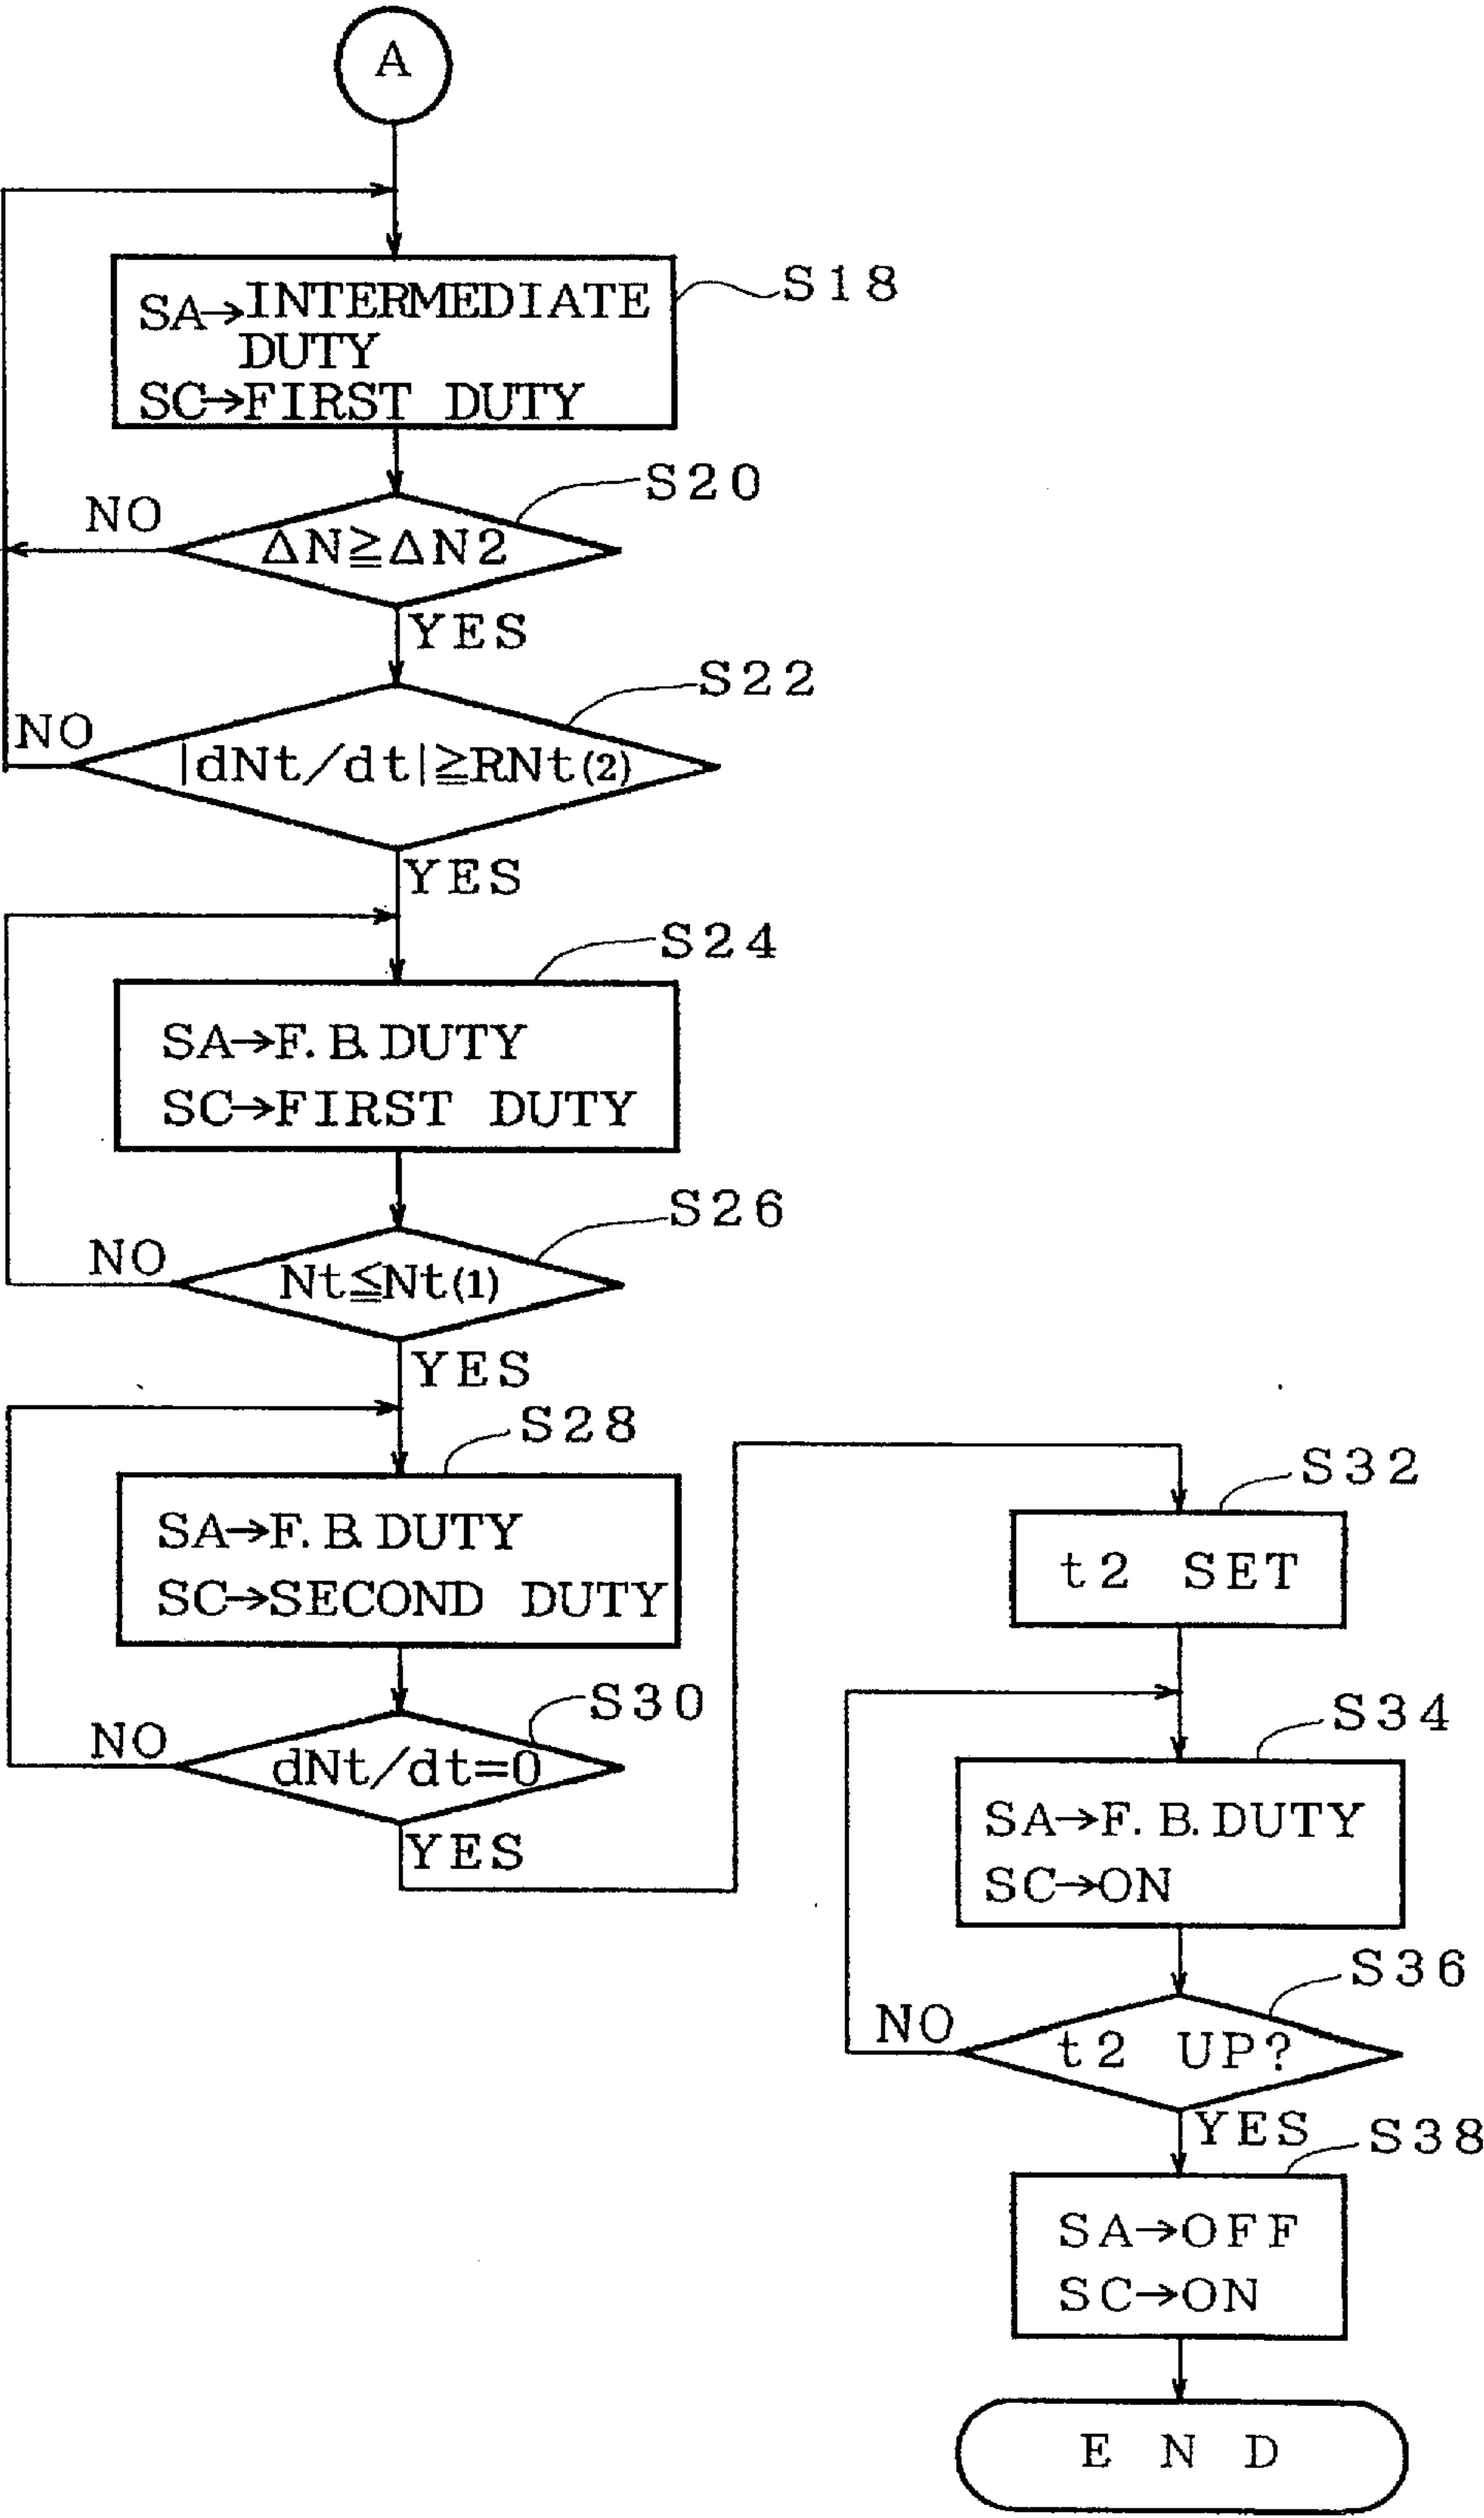 A
S18
SA→INTERMEDIATE
DUTY
SC→FIRST DUTY
S20
NO
ΔN≧ΔN2
YES
S22
NO
|dNt/dt|≧RNt(2)
YES
S24
SA→F.B.DUTY
SC→FIRST DUTY
S26
NO
Nt≦Nt(1)
YES
S28
SA→F.B.DUTY
SC→SECOND DUTY
S30
NO
dNt/dt=0
YES
S32
t2 SET
S34
SA→F.B.DUTY
SC→ON
S36
NO
t2 UP?
YES
S38
SA→OFF
SC→ON
END